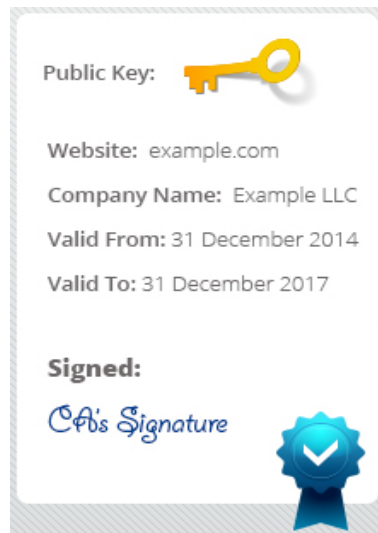 Public Key:
Website: example.com
Company Name: Example LLC
Valid From: 31 December 2014
Valid To: 31 December 2017
Signed:
CA's Signature